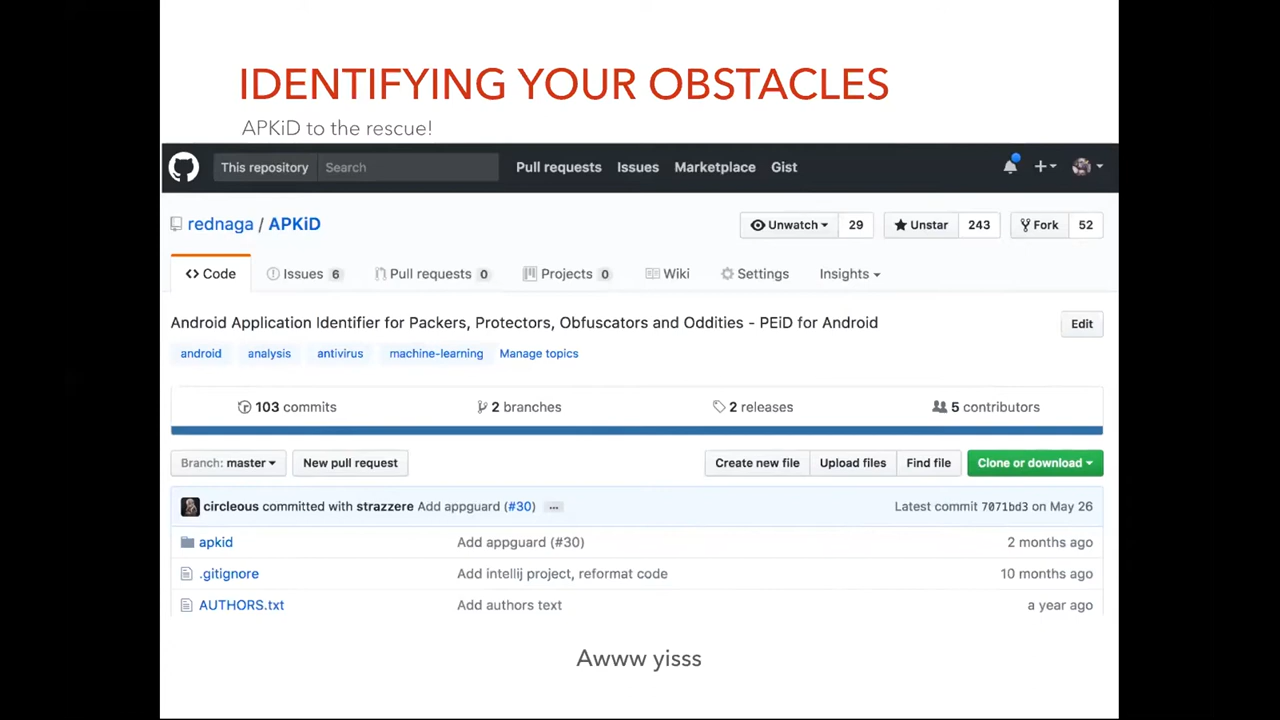 IDENTIFYING YOUR OBSTACLES
APKiD to the rescue!
This repository Search Pull requests Issues Marketplace Gist
rednaga / APKiD Unwatch 29 Unstar 243 Fork 52
Code Issues 6 Pull requests 0 Projects 0 Wiki Settings Insights
Android Application Identifier for Packers, Protectors, Obfuscators and Oddities - PEiD for Android Edit
android analysis antivirus machine-learning Manage topics
103 commits 2 branches 2 releases 5 contributors
Branch: master New pull request Create new file Upload files Find file Clone or download
circleous committed with strazzere Add appguard (#30) ... Latest commit 7071bd3 on May 26
apkid Add appguard (#30) 2 months ago
.gitignore Add intellij project, reformat code 10 months ago
AUTHORS.txt Add authors text a year ago
Awww yisss